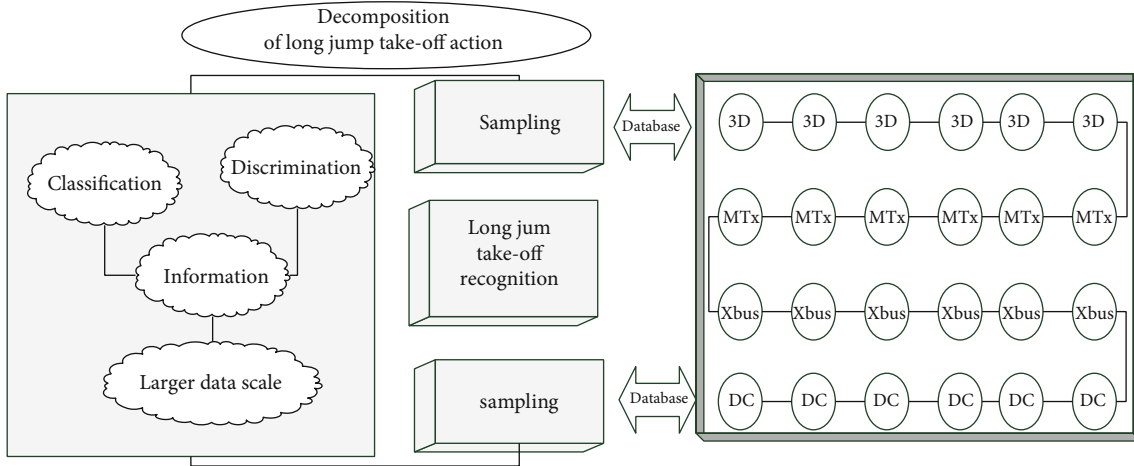 Decomposition
of long jump take-off action
Classification
Discrimination
Information
Larger data scale
Sampling
Long jum
take-off
recognition
sampling
Database
Database
3D 3D 3D 3D 3D 3D
MTx MTx MTx MTx MTx MTx
Xbus Xbus Xbus Xbus Xbus Xbus
DC DC DC DC DC DC